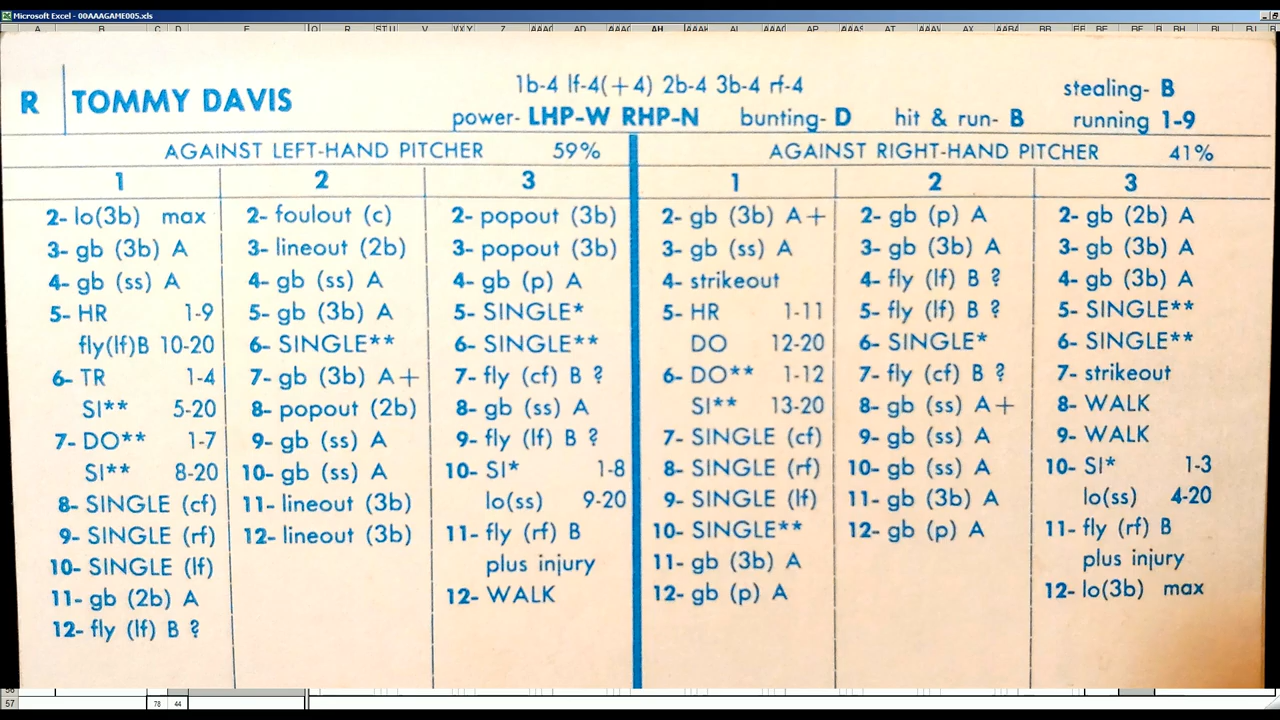 Microsoft Excel - 00AAAGAME005.xls
R TOMMY DAVIS
1b-4 lf-4(+4) 2b-4 3b-4 rf-4
power- LHP-W RHP-N bunting- D hit & run- B
stealing- B
running 1-9
AGAINST LEFT-HAND PITCHER 59%
1
2- lo(3b) max
3- gb (3b) A
4- gb (ss) A
5- HR 1-9
fly(lf)B 10-20
6- TR 1-4
SI** 5-20
7- DO** 1-7
SI** 8-20
8- SINGLE (cf)
9- SINGLE (rf)
10- SINGLE (lf)
11- gb (2b) A
12- fly (lf) B ?
2
2- foulout (c)
3- lineout (2b)
4- gb (ss) A
5- gb (3b) A
6- SINGLE**
7- gb (3b) A+
8- popout (2b)
9- gb (ss) A
10- gb (ss) A
11- lineout (3b)
12- lineout (3b)
3
2- popout (3b)
3- popout (3b)
4- gb (p) A
5- SINGLE*
6- SINGLE**
7- fly (cf) B ?
8- gb (ss) A
9- fly (lf) B ?
10- SI* 1-8
lo(ss) 9-20
11- fly (rf) B
plus injury
12- WALK
AGAINST RIGHT-HAND PITCHER 41%
1
2- gb (3b) A+
3- gb (ss) A
4- strikeout
5- HR 1-11
DO 12-20
6- DO** 1-12
SI** 13-20
7- SINGLE (cf)
8- SINGLE (rf)
9- SINGLE (lf)
10- SINGLE**
11- gb (3b) A
12- gb (p) A
2
2- gb (p) A
3- gb (3b) A
4- fly (lf) B ?
5- fly (lf) B ?
6- SINGLE*
7- fly (cf) B ?
8- gb (ss) A+
9- gb (ss) A
10- gb (ss) A
11- gb (3b) A
12- gb (p) A
3
2- gb (2b) A
3- gb (3b) A
4- gb (3b) A
5- SINGLE**
6- SINGLE**
7- strikeout
8- WALK
9- WALK
10- SI* 1-3
lo(ss) 4-20
11- fly (rf) B
plus injury
12- lo(3b) max
57 78 44